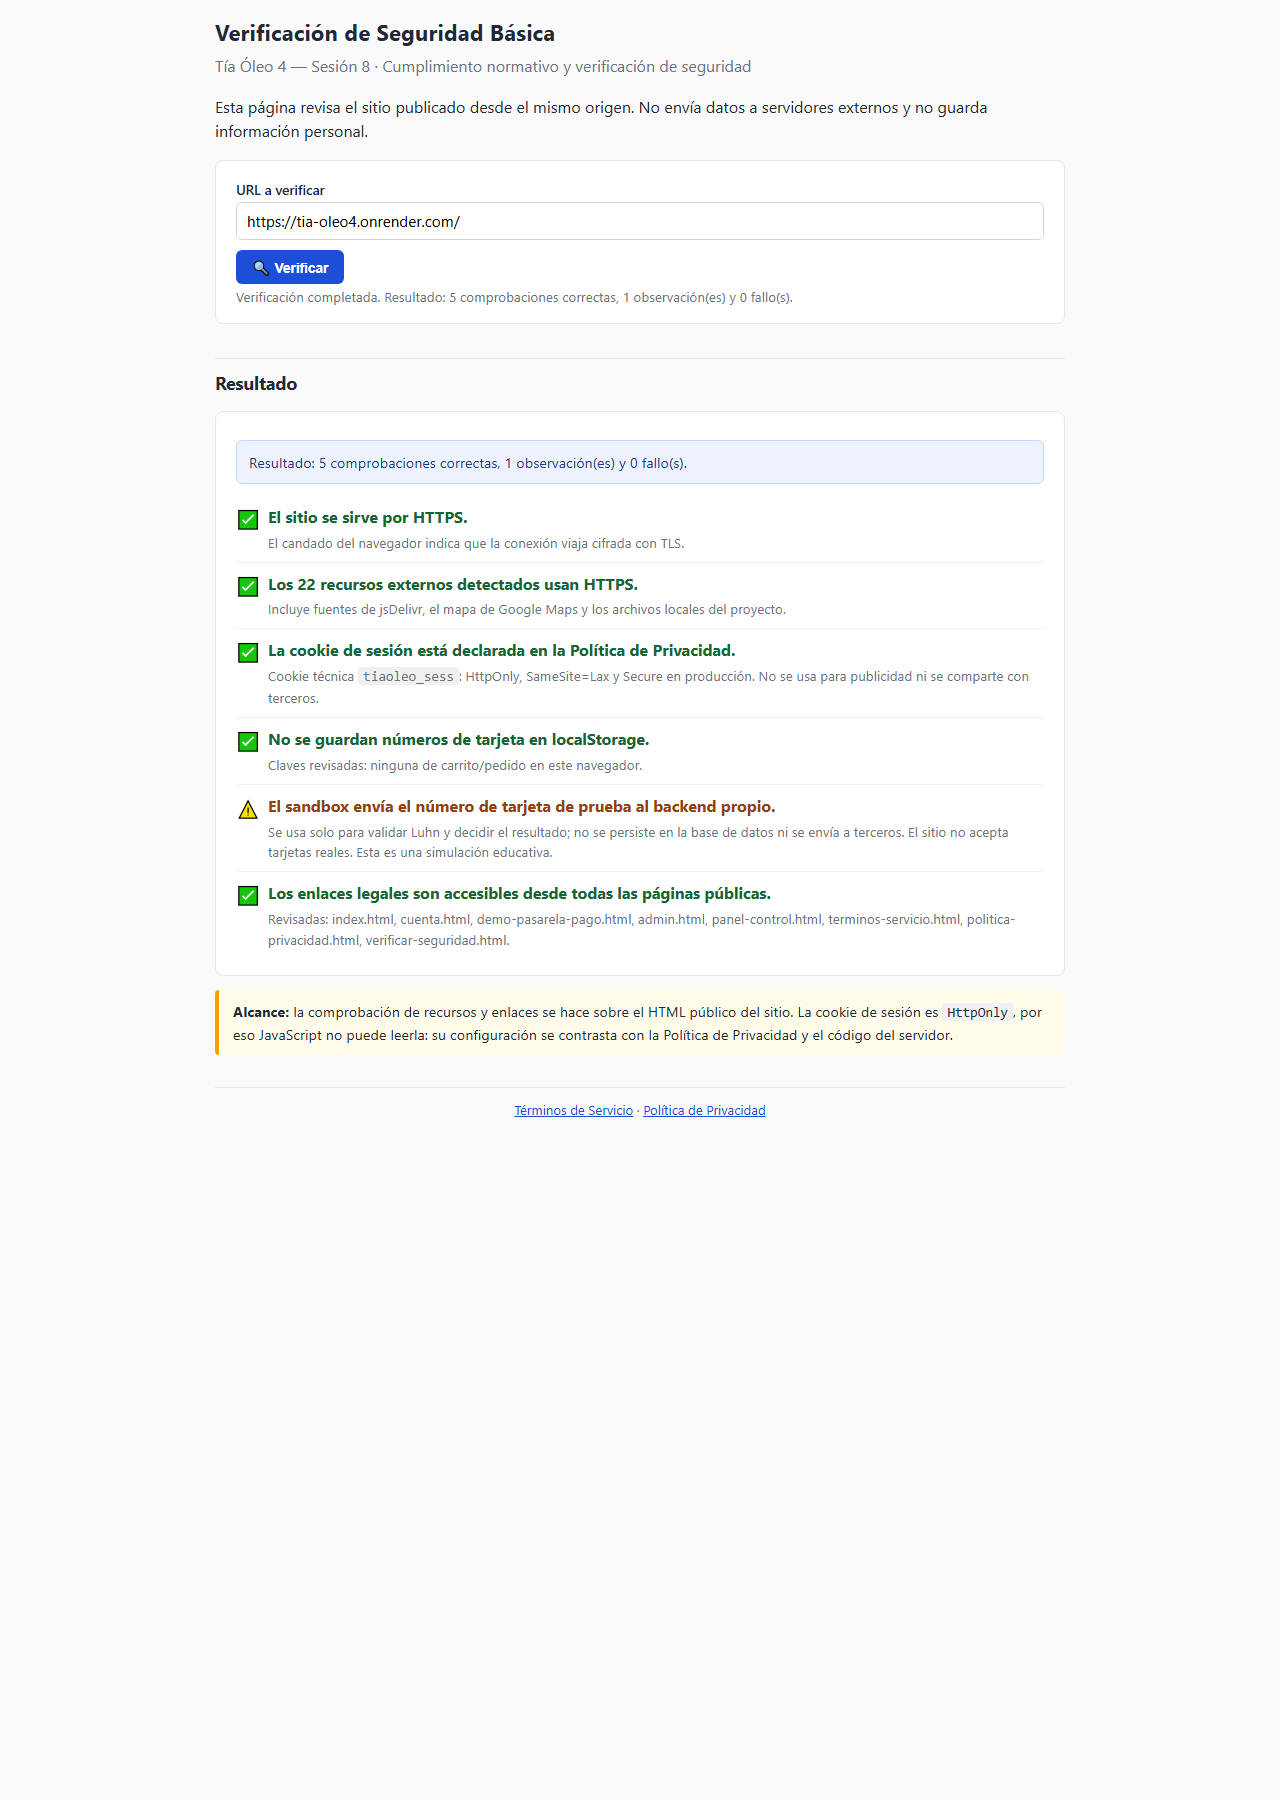 Verificación de Seguridad Básica
Tía Óleo 4 — Sesión 8 · Cumplimiento normativo y verificación de seguridad
Esta página revisa el sitio publicado desde el mismo origen. No envía datos a servidores externos y no guarda
información personal.
URL a verificar
https://tia-oleo4.onrender.com/
🔍 Verificar
Verificación completada. Resultado: 5 comprobaciones correctas, 1 observación(es) y 0 fallo(s).
Resultado
Resultado: 5 comprobaciones correctas, 1 observación(es) y 0 fallo(s).
✅ El sitio se sirve por HTTPS.
El candado del navegador indica que la conexión viaja cifrada con TLS.
✅ Los 22 recursos externos detectados usan HTTPS.
Incluye fuentes de jsDelivr, el mapa de Google Maps y los archivos locales del proyecto.
✅ La cookie de sesión está declarada en la Política de Privacidad.
Cookie técnica tiaoleo_sess: HttpOnly, SameSite=Lax y Secure en producción. No se usa para publicidad ni se comparte con
terceros.
✅ No se guardan números de tarjeta en localStorage.
Claves revisadas: ninguna de carrito/pedido en este navegador.
⚠ El sandbox envía el número de tarjeta de prueba al backend propio.
Se usa solo para validar Luhn y decidir el resultado; no se persiste en la base de datos ni se envía a terceros. El sitio no acepta
tarjetas reales. Esta es una simulación educativa.
✅ Los enlaces legales son accesibles desde todas las páginas públicas.
Revisadas: index.html, cuenta.html, demo-pasarela-pago.html, admin.html, panel-control.html, terminos-servicio.html, politica-
privacidad.html, verificar-seguridad.html.
Alcance: la comprobación de recursos y enlaces se hace sobre el HTML público del sitio. La cookie de sesión es HttpOnly, por
eso JavaScript no puede leerla: su configuración se contrasta con la Política de Privacidad y el código del servidor.
Términos de Servicio · Política de Privacidad